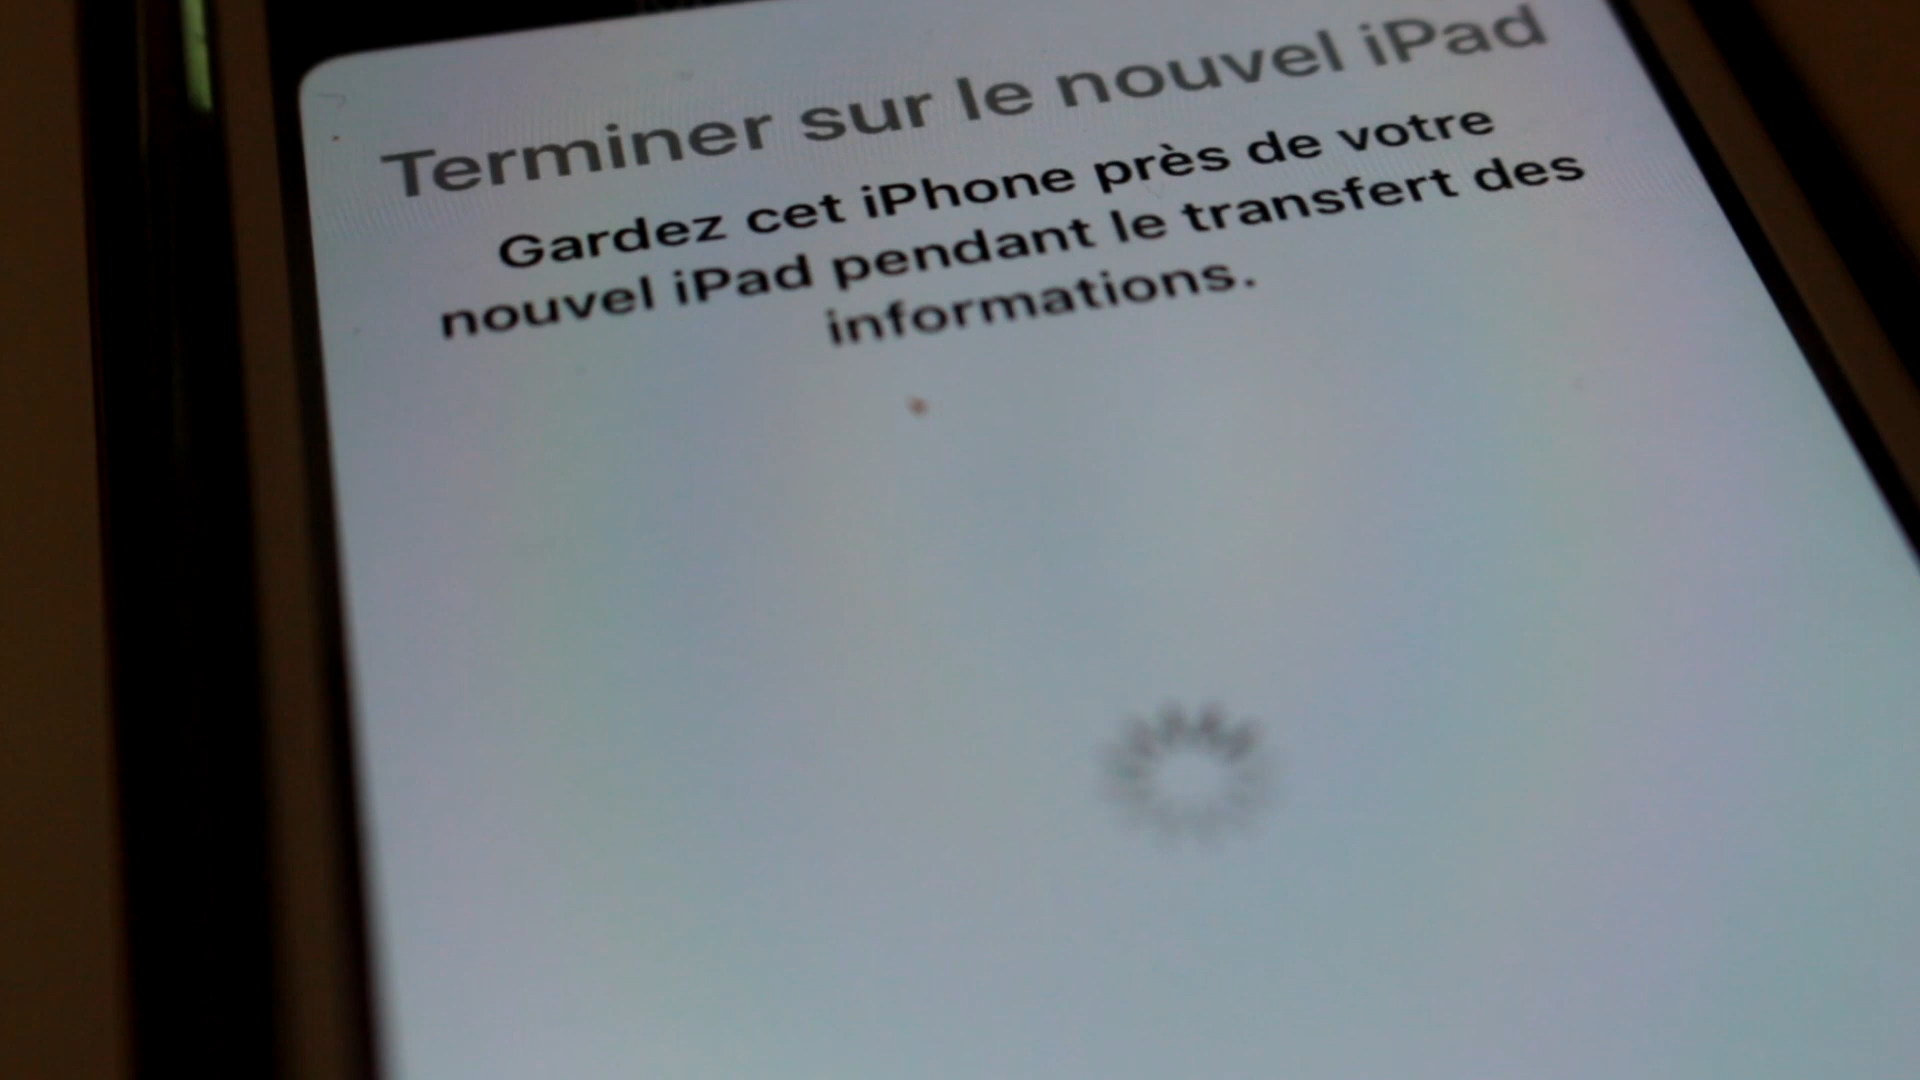 Terminer sur le nouvel iPad
Gardez cet iPhone près de votre
nouvel iPad pendant le transfert des
informations.